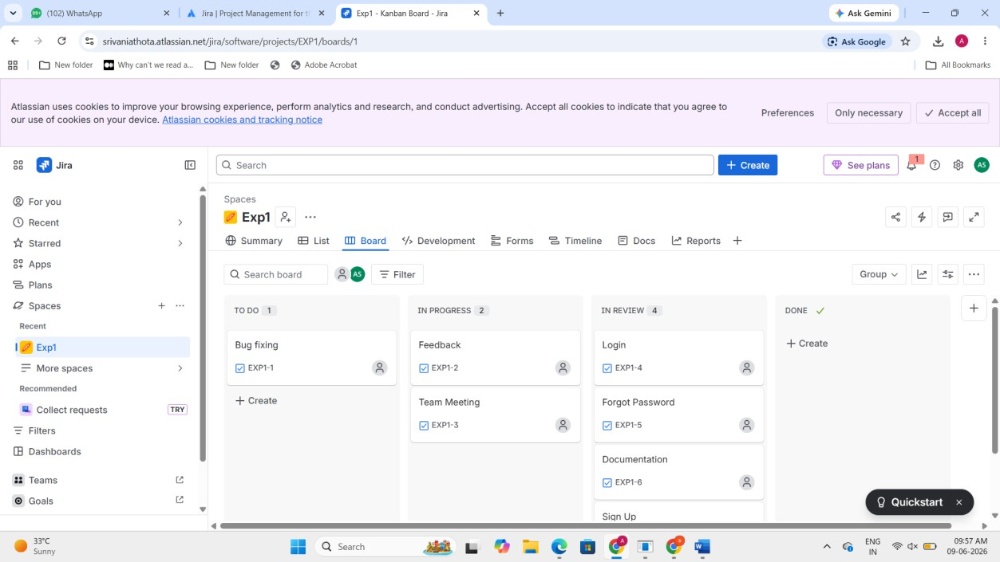 (102) WhatsApp
Jira | Project Management for t
Exp1 - Kanban Board - Jira
Ask Gemini
srivaniathota.atlassian.net/jira/software/projects/EXP1/boards/1
Ask Google
A
New folder
Why can't we read a...
New folder
Adobe Acrobat
All Bookmarks
Atlassian uses cookies to improve your browsing experience, perform analytics and research, and conduct advertising. Accept all cookies to indicate that you agree to
our use of cookies on your device. Atlassian cookies and tracking notice
Preferences
Only necessary
Accept all
Jira
Search
+ Create
See plans
1
AS
For you
Recent
Starred
Apps
Plans
Spaces
Recent
Exp1
More spaces
Recommended
Collect requests
TRY
Filters
Dashboards
Teams
Goals
Spaces
Exp1
Summary
List
Board
Development
Forms
Timeline
Docs
Reports
Search board
AS
Filter
Group
TO DO 1
Bug fixing
EXP1-1
+ Create
IN PROGRESS 2
Feedback
EXP1-2
Team Meeting
EXP1-3
IN REVIEW 4
Login
EXP1-4
Forgot Password
EXP1-5
Documentation
EXP1-6
Sign Up
DONE
+ Create
Quickstart
33°C
Sunny
Search
ENG
IN
09:57 AM
09-06-2026